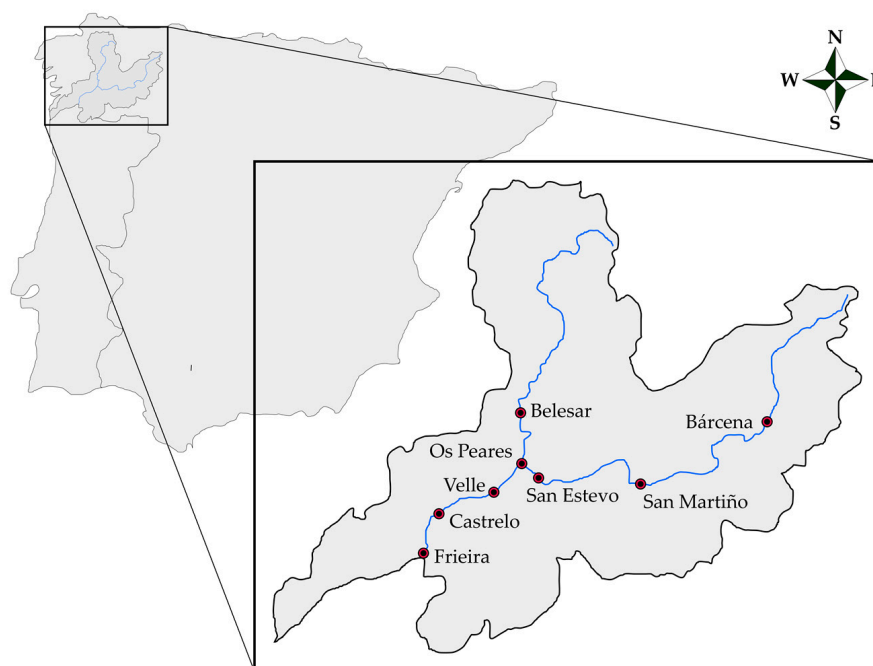 N
W
S
Belesar
Bárcena
Os Peares
Velle
San Estevo
San Martiño
Castrelo
Frieira